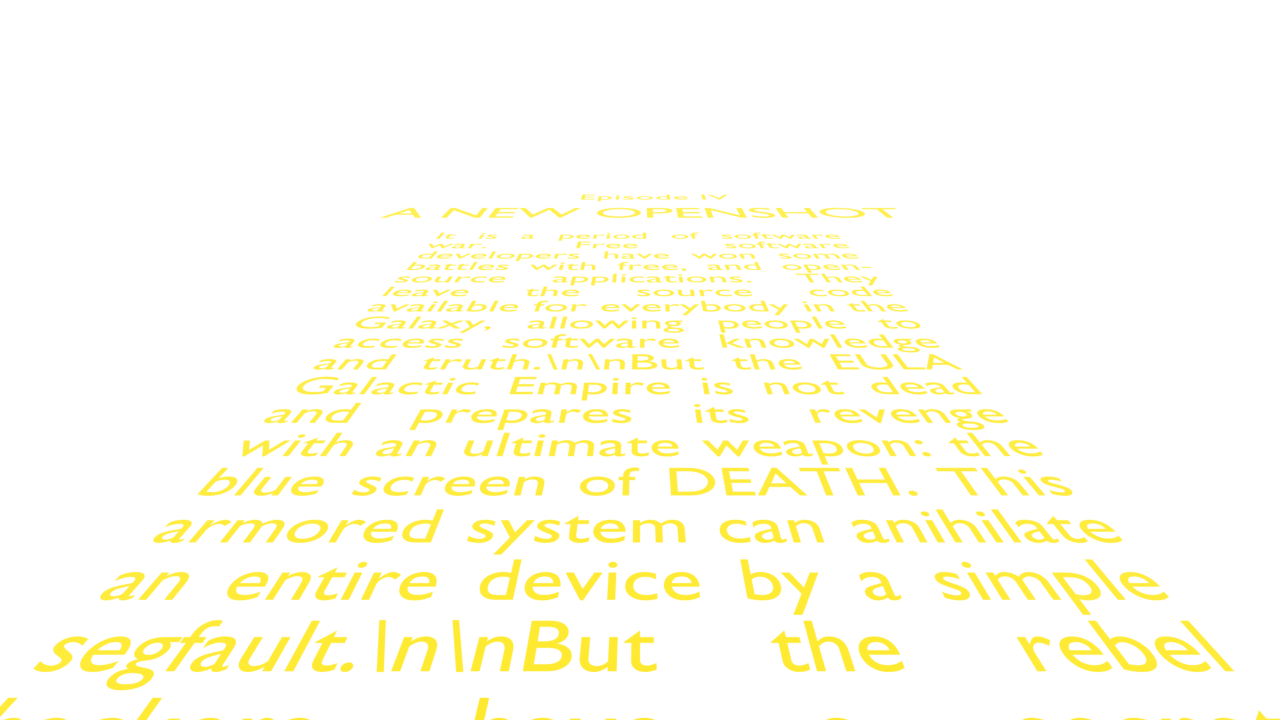 Episode IV
A NEW OPENSHOT
It is a period of software
war. Free software
developers have won some
battles with free, and open-
source applications. They
leave the source code
available for everybody in the
Galaxy, allowing people to
access software knowledge
and truth.\n\nBut the EULA
Galactic Empire is not dead
and prepares its revenge
with an ultimate weapon: the
blue screen of DEATH. This
armored system can anihilate
an entire device by a simple
segfault.\n\nBut the rebel
hackers have a secret